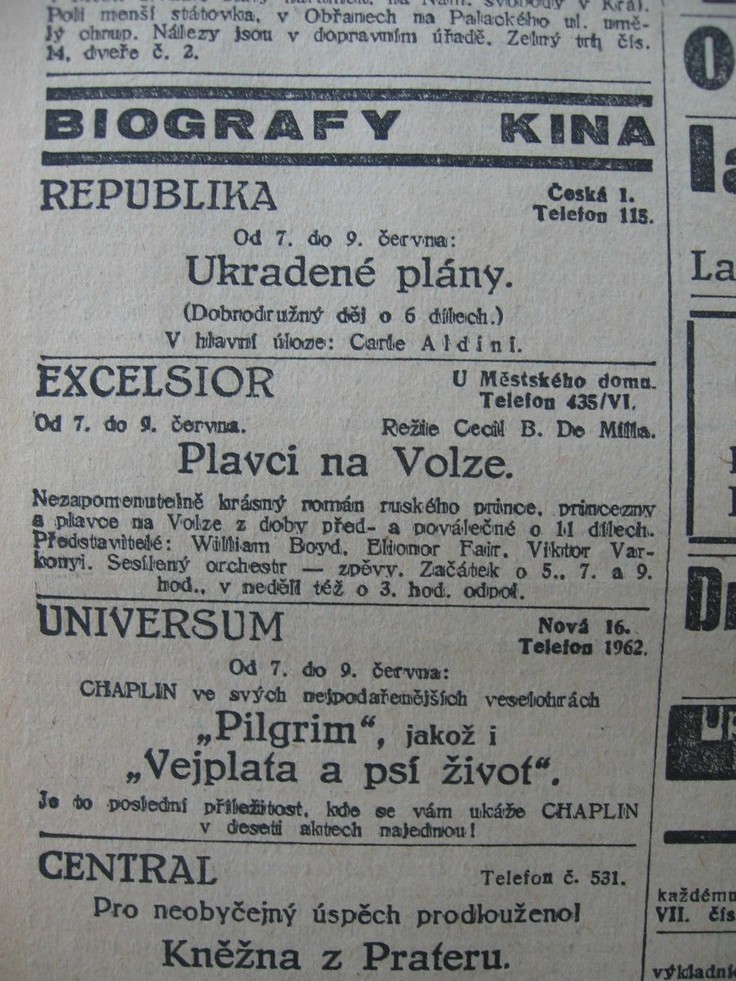 Poli menší státovka, v Obřanech na Palackého ul. umě-
lý chrup. Nálezy jsou v dopravním úřadě. Zelný trh čís.
14, dveře č. 2.
BIOGRAFY KINA
REPUBLIKA
Česká 1.
Telefon 115.
Od 7. do 9. června:
Ukradené plány.
(Dobnodružný děj o 6 dílech.)
V hlavní úloze: Carle Aldini.
EXCELSIOR
U Městského domu.
Telefon 435/VI.
Od 7. do 9. června.
Režie Cecil B. De Milla.
Plavci na Volze.
Nezapomenutelně krásný román ruského prince, princezny
a plavce na Volze z doby před- a poválečné o 11 dílech.
Představitelé: William Boyd, Elionor Fair, Viktor Var-
konyi. Sesílený orchestr — zpěvy. Začátek o 5., 7. a 9.
hod., v neděli též o 3. hod. odpol.
UNIVERSUM
Nová 16.
Telefon 1962.
Od 7. do 9. června:
CHAPLIN ve svých nejpodařenějších veselohrách
„Pilgrim“, jakož i
„Vejplata a psí život“.
Je to poslední příležitost, kde se vám ukáže CHAPLIN
v deseti aktech najednou!
CENTRAL
Telefon č. 531.
Pro neobyčejný úspěch prodlouženo!
Kněžna z Prateru.
La
každému
VII. čís
výkladní